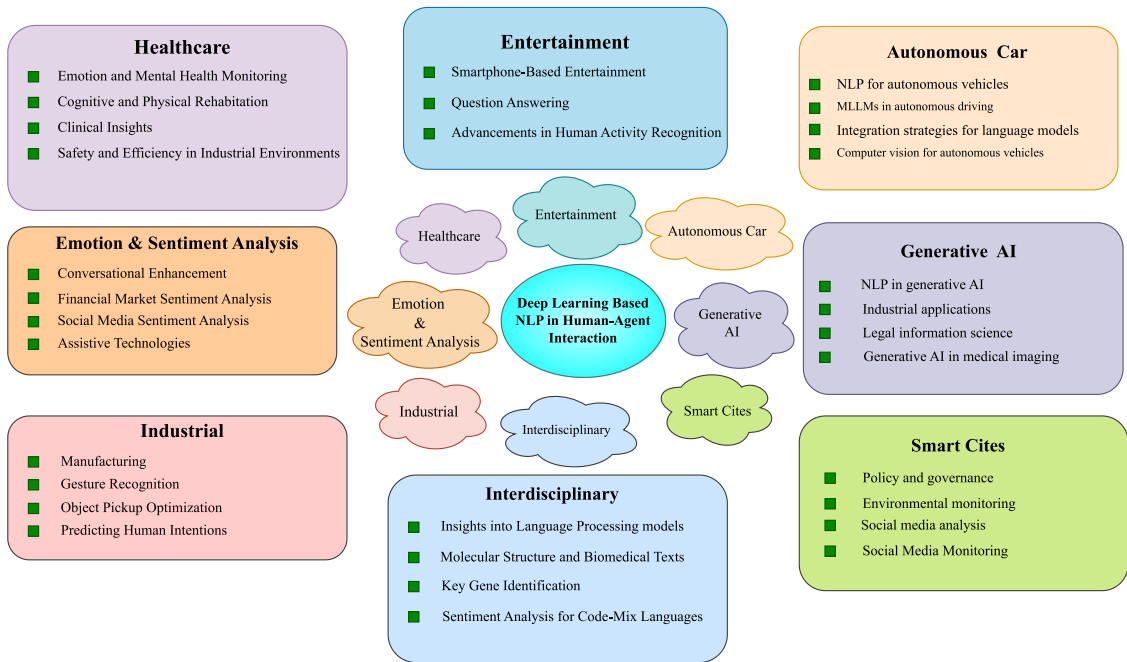 Healthcare
Emotion and Mental Health Monitoring
Cognitive and Physical Rehabitation
Clinical Insights
Safety and Efficiency in Industrial Environments
Entertainment
Smartphone-Based Entertainment
Question Answering
Advancements in Human Activity Recognition
Autonomous Car
NLP for autonomous vehicles
MLLMs in autonomous driving
Integration strategies for language models
Computer vision for autonomous vehicles
Emotion & Sentiment Analysis
Conversational Enhancement
Financial Market Sentiment Analysis
Social Media Sentiment Analysis
Assistive Technologies
Healthcare
Entertainment
Autonomous Car
Emotion
&
Sentiment Analysis
Deep Learning Based
NLP in Human-Agent
Interaction
Generative
AI
Industrial
Interdisciplinary
Smart Cites
Generative AI
NLP in generative AI
Industrial applications
Legal information science
Generative AI in medical imaging
Industrial
Manufacturing
Gesture Recognition
Object Pickup Optimization
Predicting Human Intentions
Interdisciplinary
Insights into Language Processing models
Molecular Structure and Biomedical Texts
Key Gene Identification
Sentiment Analysis for Code-Mix Languages
Smart Cites
Policy and governance
Environmental monitoring
Social media analysis
Social Media Monitoring